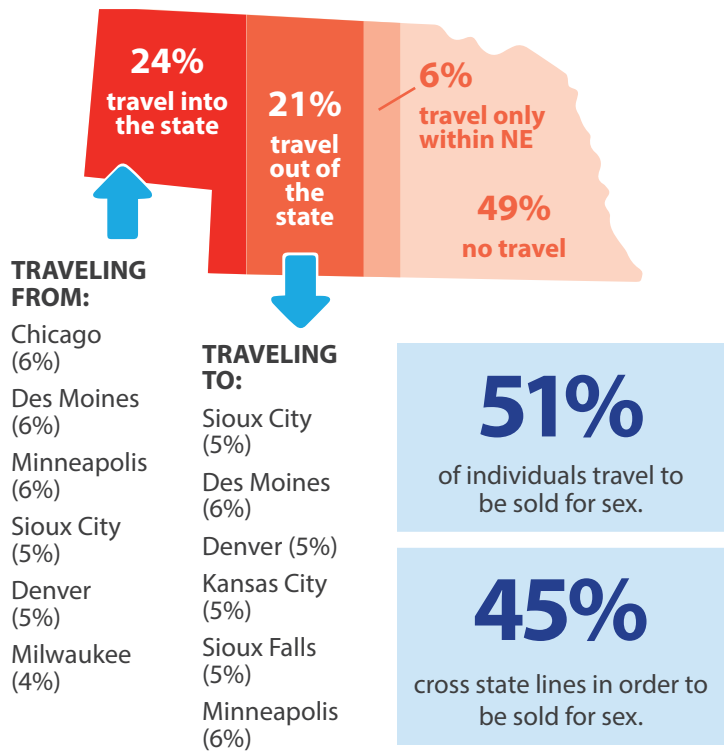 24%
travel into
the state
21%
travel
out of
the
state
6%
travel only
within NE
49%
no travel
TRAVELING
FROM:
Chicago
(6%)
Des Moines
(6%)
Minneapolis
(6%)
Sioux City
(5%)
Denver
(5%)
Milwaukee
(4%)
TRAVELING
TO:
Sioux City
(5%)
Des Moines
(6%)
Denver (5%)
Kansas City
(5%)
Sioux Falls
(5%)
Minneapolis
(6%)
51%
of individuals travel to
be sold for sex.
45%
cross state lines in order to
be sold for sex.